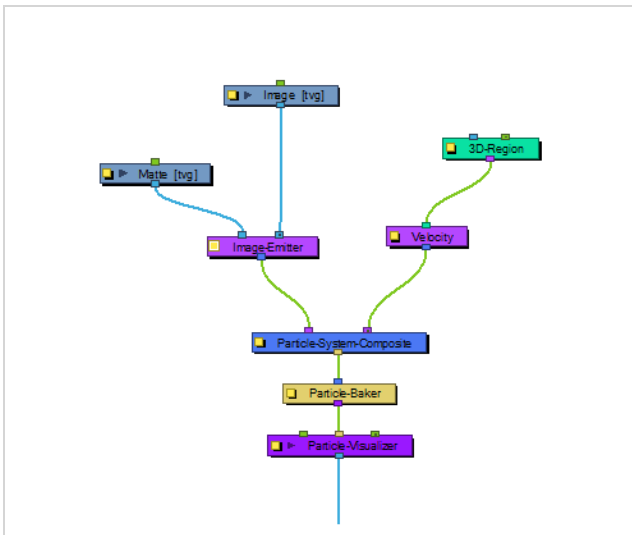 Image [tvg]
3D-Region
Matte [tvg]
Image-Emitter
Velocity
Particle-System-Composite
Particle-Baker
Particle-Visualizer